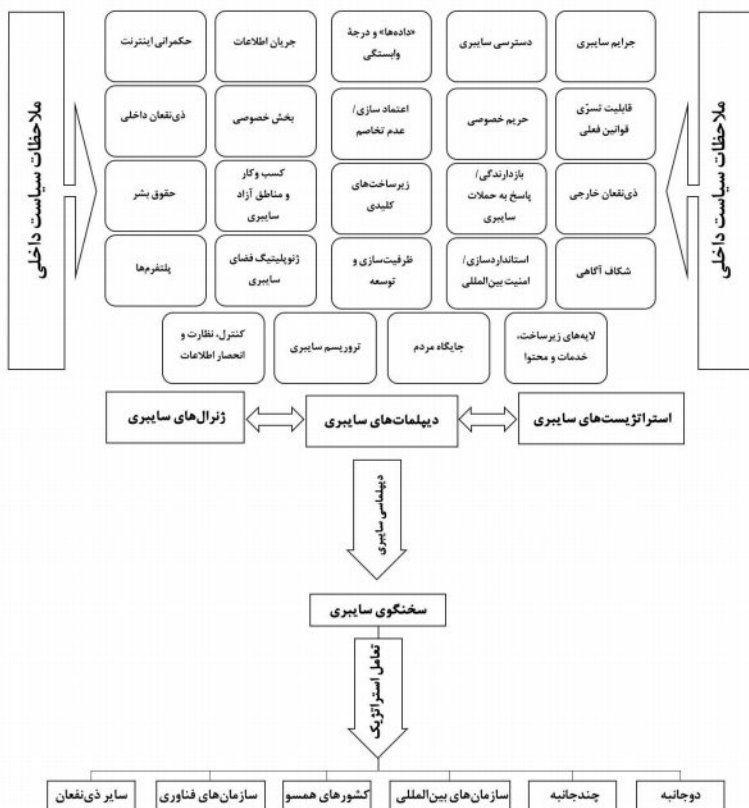 ملاحظات سیاست داخلی
جرایم سایبری
دسترسی سایبری
«داده‌ها» و درجهٔ
وابستگی
جریان اطلاعات
حکمرانی اینترنت
قابلیت تسرّی
قوانین فعلی
حریم خصوصی
اعتماد سازی/
عدم تخاصم
بخش خصوصی
ذی‌نفعان داخلی
ذی‌نفعان خارجی
بازدارندگی/
پاسخ به حملات
سایبری
زیرساخت‌های
کلیدی
کسب وکار
و مناطق آزاد
سایبری
حقوق بشر
شکاف آگاهی
استانداردسازی/
امنیت بین‌المللی
ظرفیت‌سازی و
توسعه
ژئوپلیتیگ فضای
سایبری
پلتفرم‌ها
ملاحظات سیاست داخلی
لایه‌های زیرساخت،
خدمات و محتوا
جایگاه مردم
تروریسم سایبری
کنترل، نظارت و
انحصار اطلاعات
استراتژیست‌های سایبری
دیپلمات‌های سایبری
ژنرال‌های سایبری
دیپلماسی سایبری
سخنگوی سایبری
تعامل استراتژیک
دوجانبه
چندجانبه
سازمان‌های بین‌المللی
کشورهای همسو
سازمان‌های فناوری
سایر ذی‌نفعان